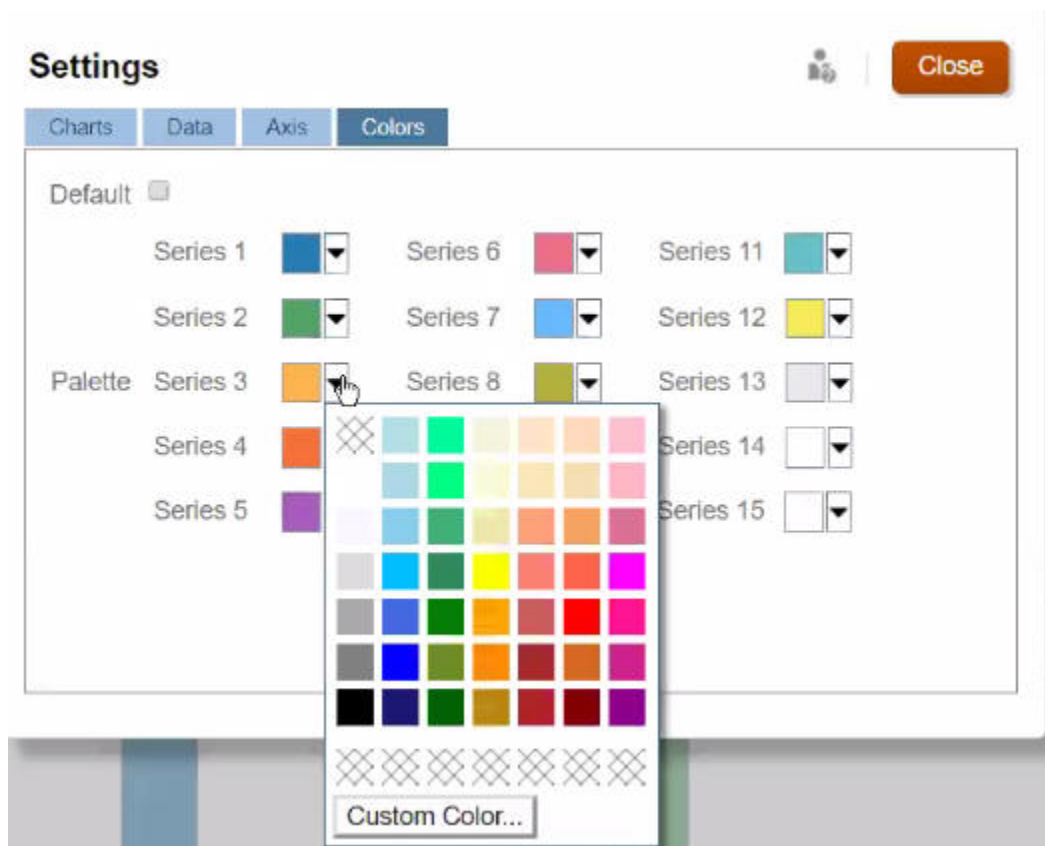 Settings
Close
Charts Data Axis Colors
Default
Series 1 Series 6 Series 11
Series 2 Series 7 Series 12
Palette Series 3 Series 8 Series 13
Series 4 Series 14
Series 5 Series 15
Custom Color...